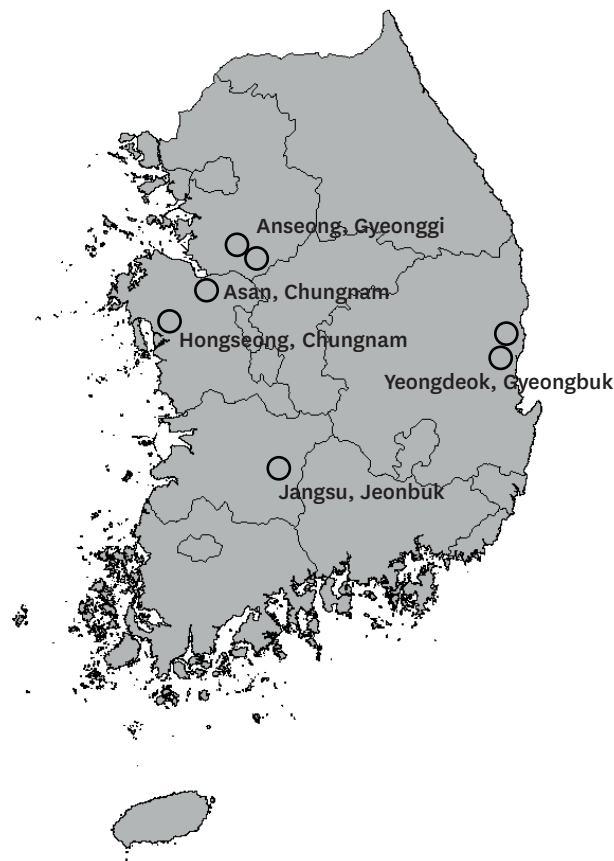 Anseong, Gyeonggi
Asan, Chungnam
Hongseong, Chungnam
Yeongdeok, Gyeongbuk
Jangsu, Jeonbuk